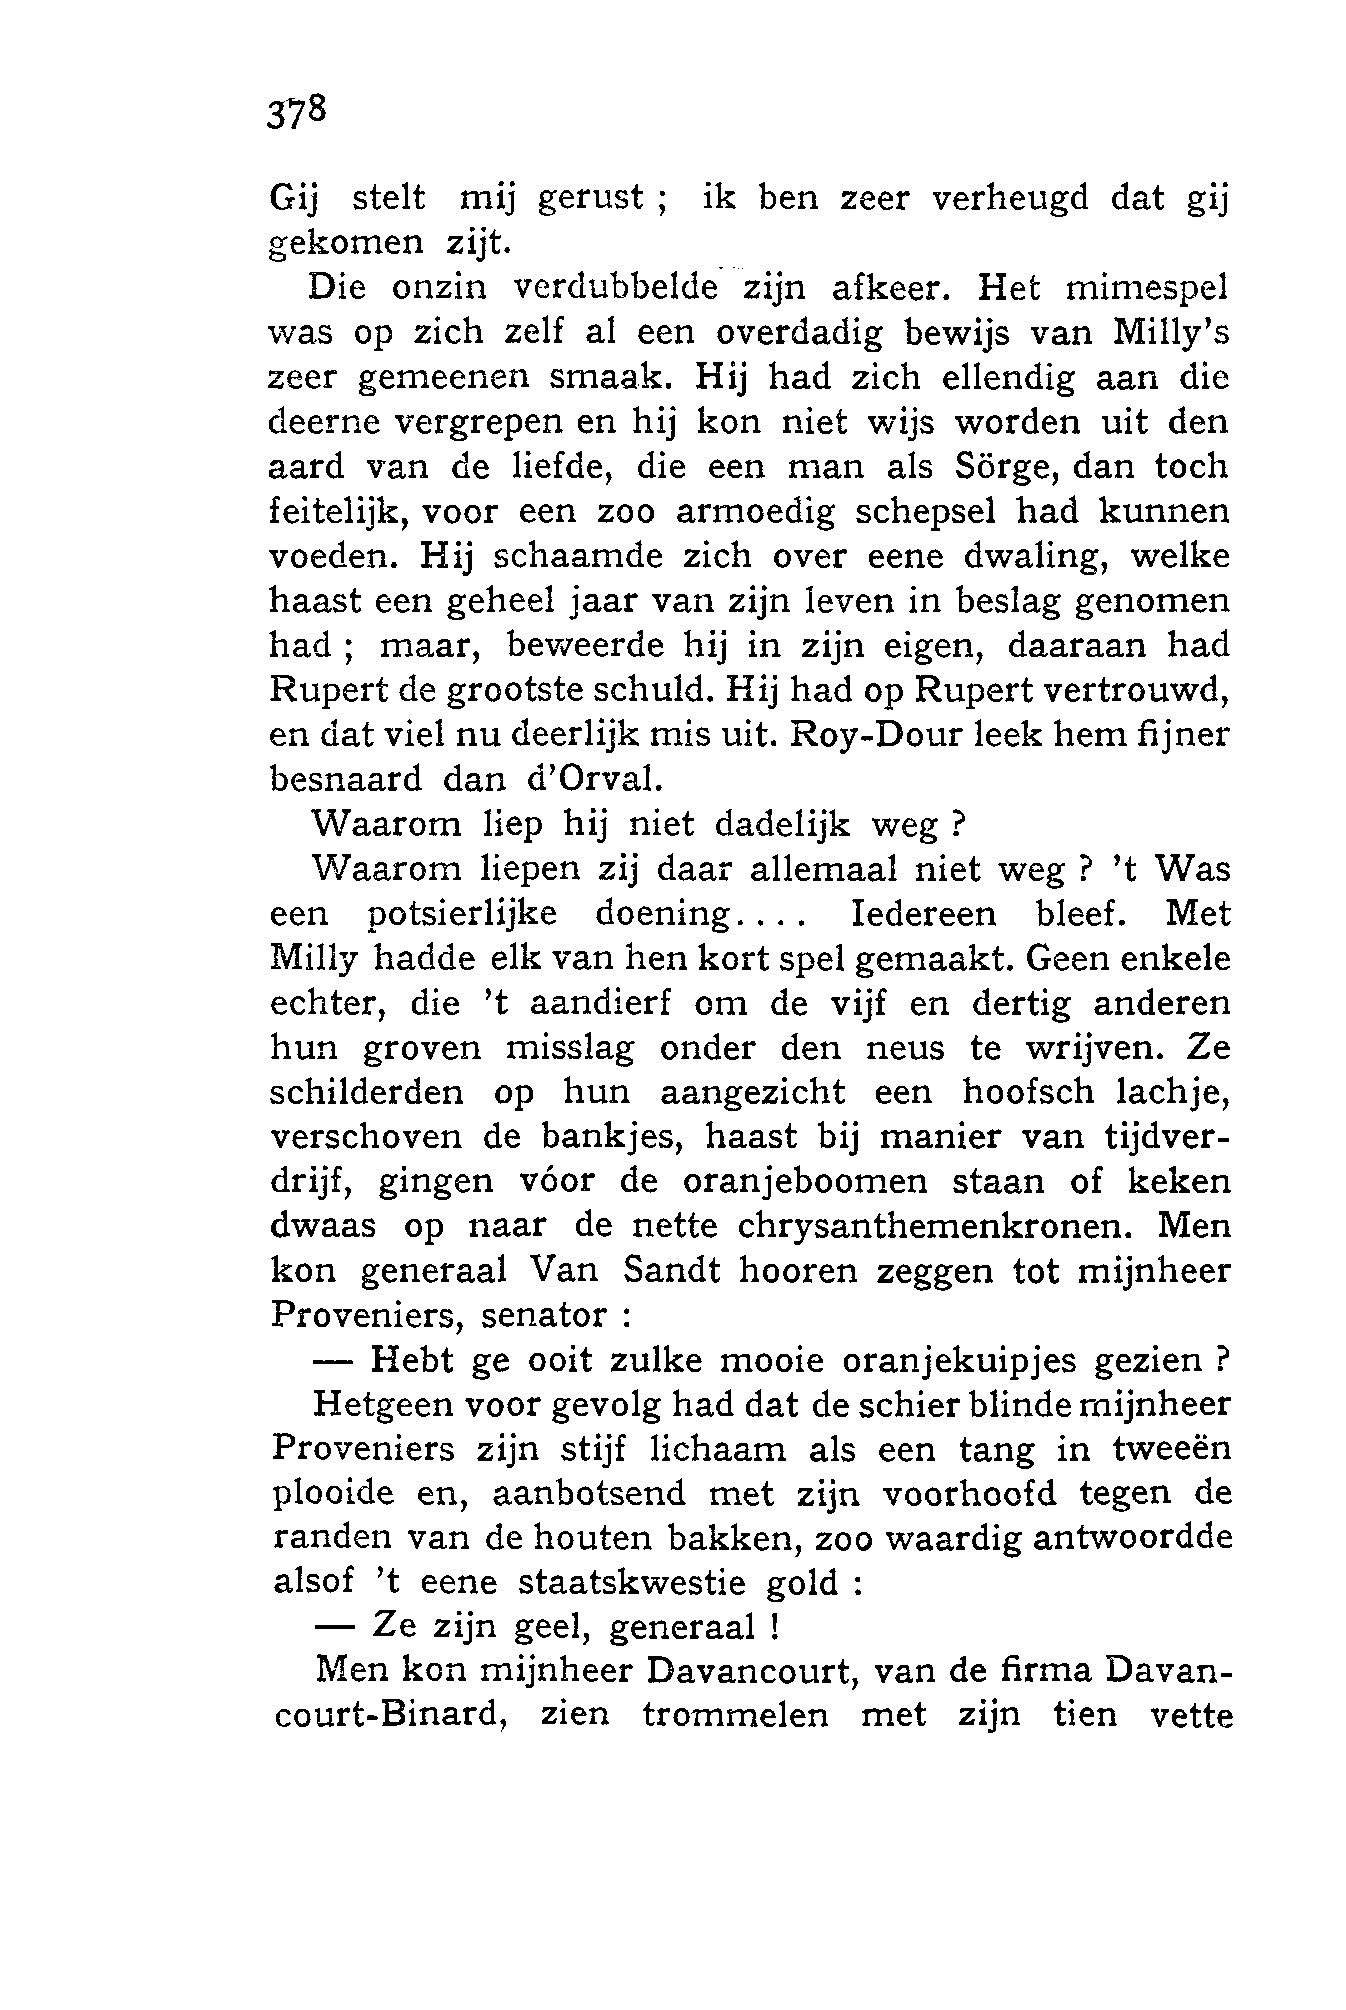 378
Gij stelt mij gerust ; ik ben zeer verheugd dat gij
gekomen zijt.
Die onzin verdubbelde zijn afkeer. Het mimespel
was op zich zelf al een overdadig bewijs van Milly's
zeer gemeenen smaak. Hij had zich ellendig aan die
deerne vergrepen en hij kon niet wijs worden uit den
aard van de liefde, die een man als Sörge, dan toch
feitelijk, voor een zoo armoedig schepsel had kunnen
voeden. Hij schaamde zich over eene dwaling, welke
haast een geheel jaar van zijn leven in beslag genomen
had ; maar, beweerde hij in zijn eigen, daaraan had
Rupert de grootste schuld. Hij had op Rupert vertrouwd,
en dat viel nu deerlijk mis uit. Roy-Dour leek hem fijner
besnaard dan d'Orval.
Waarom liep hij niet dadelijk weg ?
Waarom liepen zij daar allemaal niet weg ? 't Was
een potsierlijke doening.... Iedereen bleef. Met
Milly hadde elk van hen kort spel gemaakt. Geen enkele
echter, die 't aandierf om de vijf en dertig anderen
hun groven misslag onder den neus te wrijven. Ze
schilderden op hun aangezicht een hoofsch lachje,
verschoven de bankjes, haast bij manier van tijdver-
drijf, gingen vóor de oranjeboomen staan of keken
dwaas op naar de nette chrysanthemenkronen. Men
kon generaal Van Sandt hooren zeggen tot mijnheer
Proveniers, senator :
— Hebt ge ooit zulke mooie oranjekuipjes gezien ?
Hetgeen voor gevolg had dat de schier blinde mijnheer
Proveniers zijn stijf lichaam als een tang in tweeën
plooide en, aanbotsend met zijn voorhoofd tegen de
randen van de houten bakken, zoo waardig antwoordde
alsof 't eene staatskwestie gold :
— Ze zijn geel, generaal !
Men kon mijnheer Davancourt, van de firma Davan-
court-Binard, zien trommelen met zijn tien vette